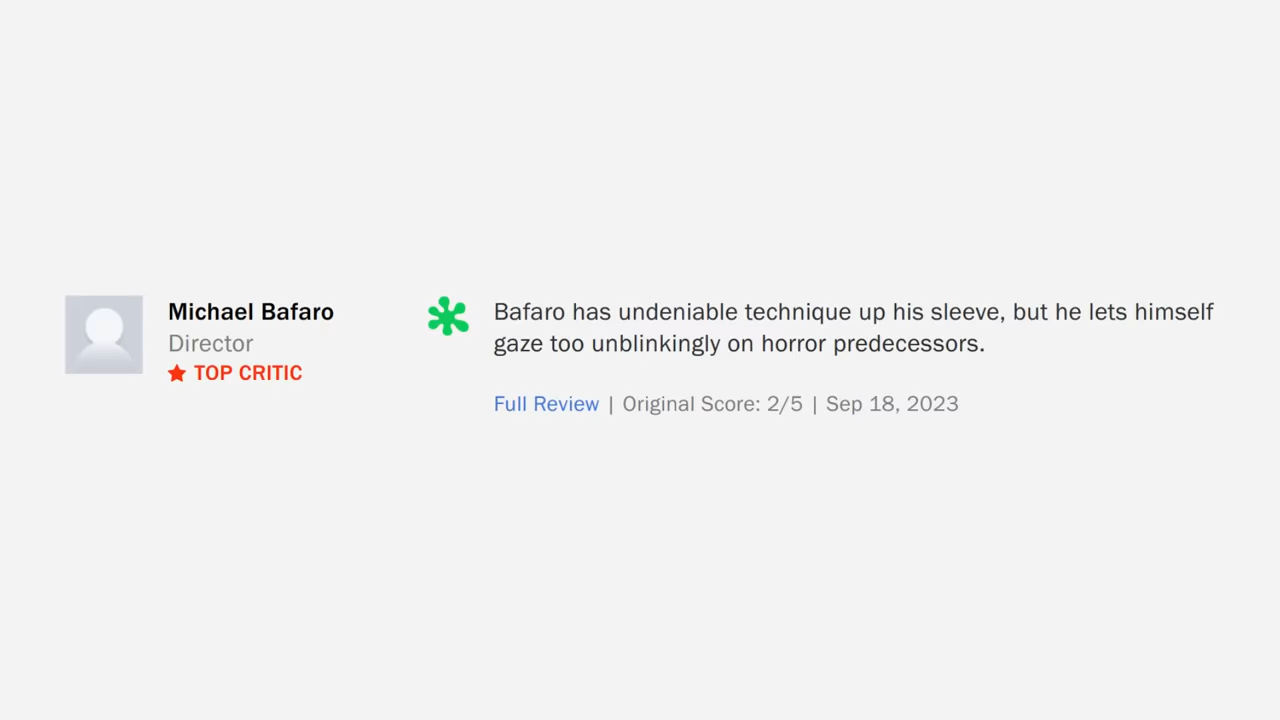 Michael Bafaro
Director
TOP CRITIC
Bafaro has undeniable technique up his sleeve, but he lets himself
gaze too unblinkingly on horror predecessors.
Full Review | Original Score: 2/5 | Sep 18, 2023